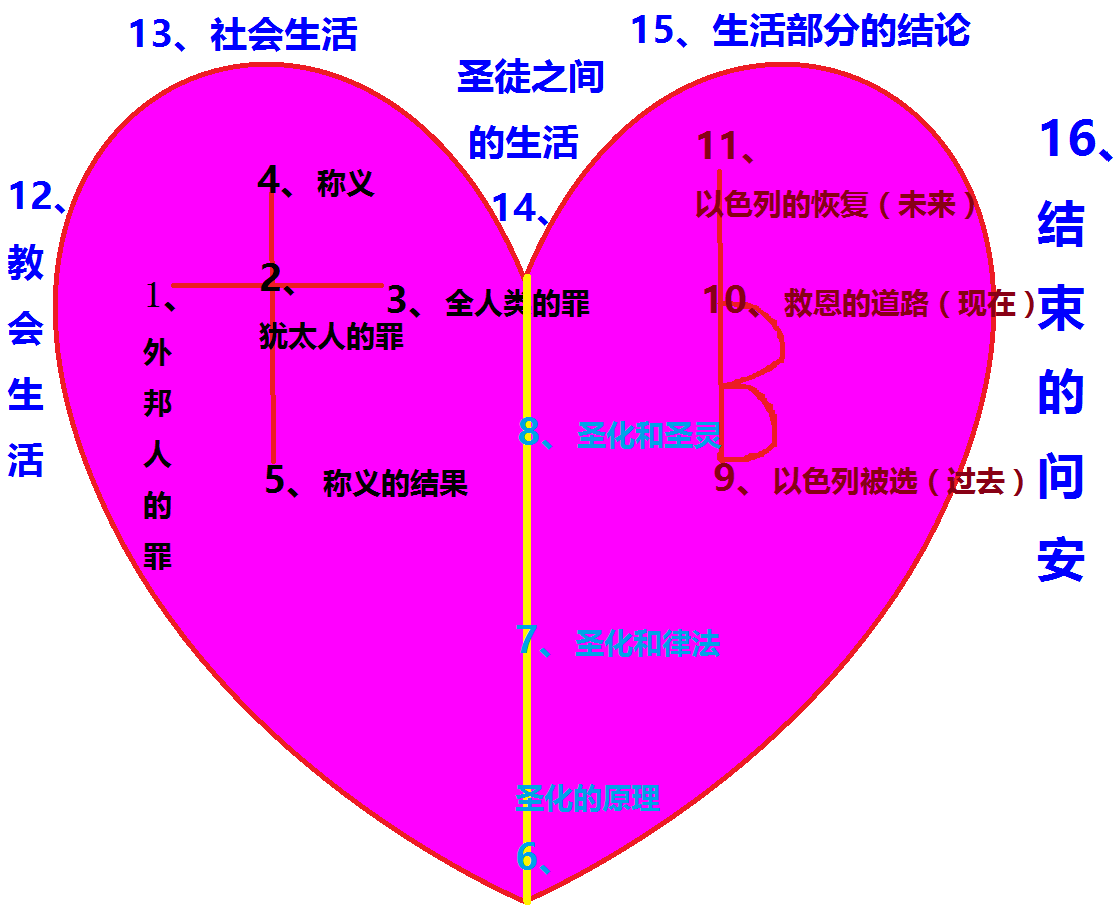 13、社会生活
15、生活部分的结论
圣徒之间
的生活
14、
16、
结
束
的
问
安
12、
教
会
生
活
4、称义
2、
犹太人的罪
1、
外
邦
人
的
罪
3、全人类的罪
5、称义的结果
11、
以色列的恢复（未来）
10、救恩的道路（现在）
9、以色列被选（过去）
8、圣化和圣灵
7、圣化和律法
圣化的原理
6、